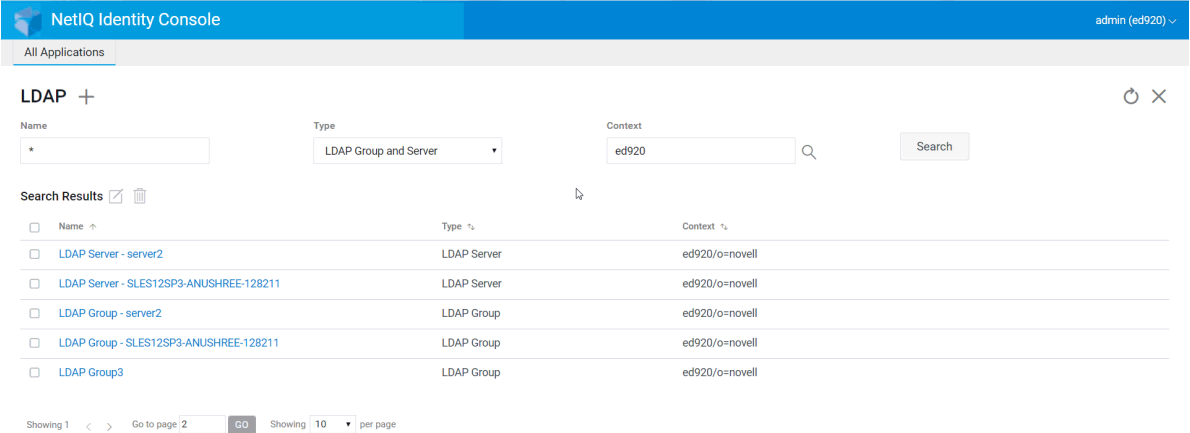 NetIQ Identity Console
admin (ed920)
All Applications
LDAP
Name Type Context
* LDAP Group and Server ed920 Search
Search Results
Name Type Context
LDAP Server - server2 LDAP Server ed920/o=novell
LDAP Server - SLES12SP3-ANUSHREE-128211 LDAP Server ed920/o=novell
LDAP Group - server2 LDAP Group ed920/o=novell
LDAP Group - SLES12SP3-ANUSHREE-128211 LDAP Group ed920/o=novell
LDAP Group3 LDAP Group ed920/o=novell
Showing 1 Go to page 2 GO Showing 10 per page